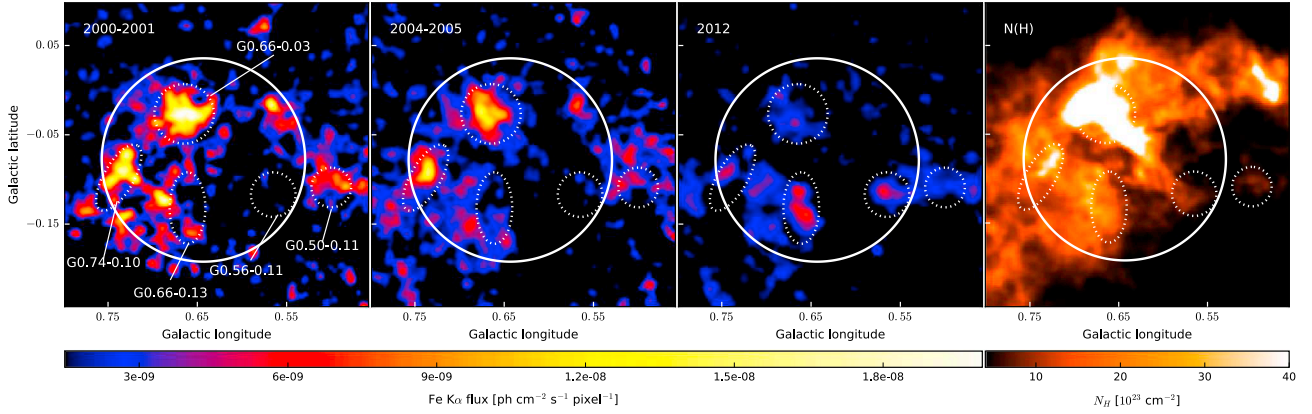 2000-2001
2004-2005
2012
N(H)
G0.66-0.03
0.05
−0.05
−0.15
Galactic latitude
G0.50-0.11
G0.74-0.10
G0.56-0.11
G0.66-0.13
0.75 0.65 0.55
0.75 0.65 0.55
0.75 0.65 0.55
0.75 0.65 0.55
Galactic longitude
Galactic longitude
Galactic longitude
Galactic longitude
3e-09 6e-09 9e-09 1.2e-08 1.5e-08 1.8e-08
10 20 30 40
Fe Kα flux [ph cm⁻² s⁻¹ pixel⁻¹]
N_H [10²³ cm⁻²]